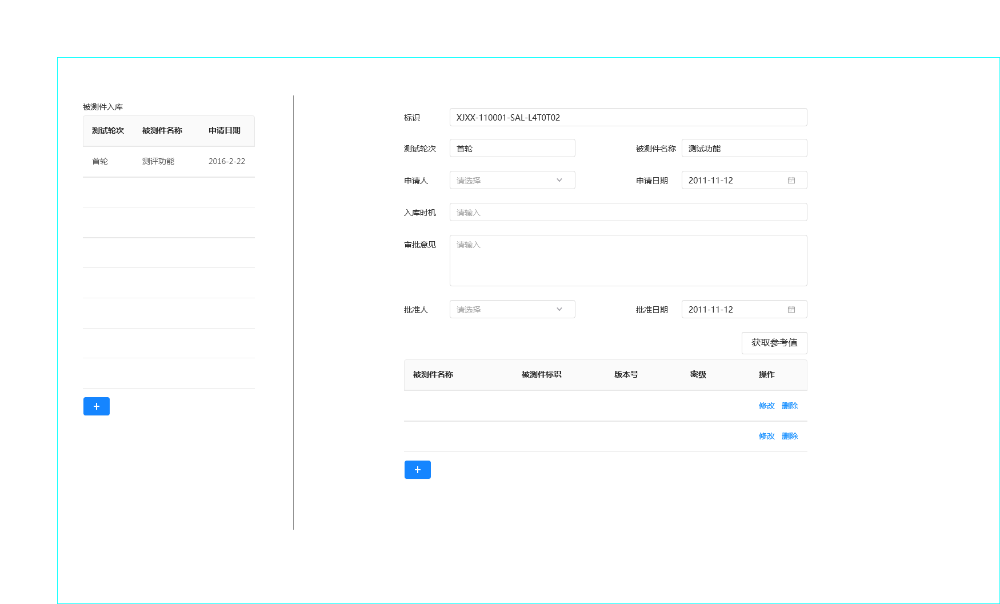 被测件入库
测试轮次 被测件名称 申请日期
首轮 测评功能 2016-2-22
+
标识 XJXX-110001-SAL-L4T0T02
测试轮次 首轮 被测件名称 测试功能
申请人 请选择 申请日期 2011-11-12
入库时机 请输入
审批意见 请输入
批准人 请选择 批准日期 2011-11-12
获取参考值
被测件名称 被测件标识 版本号 密级 操作
修改 删除
修改 删除
+